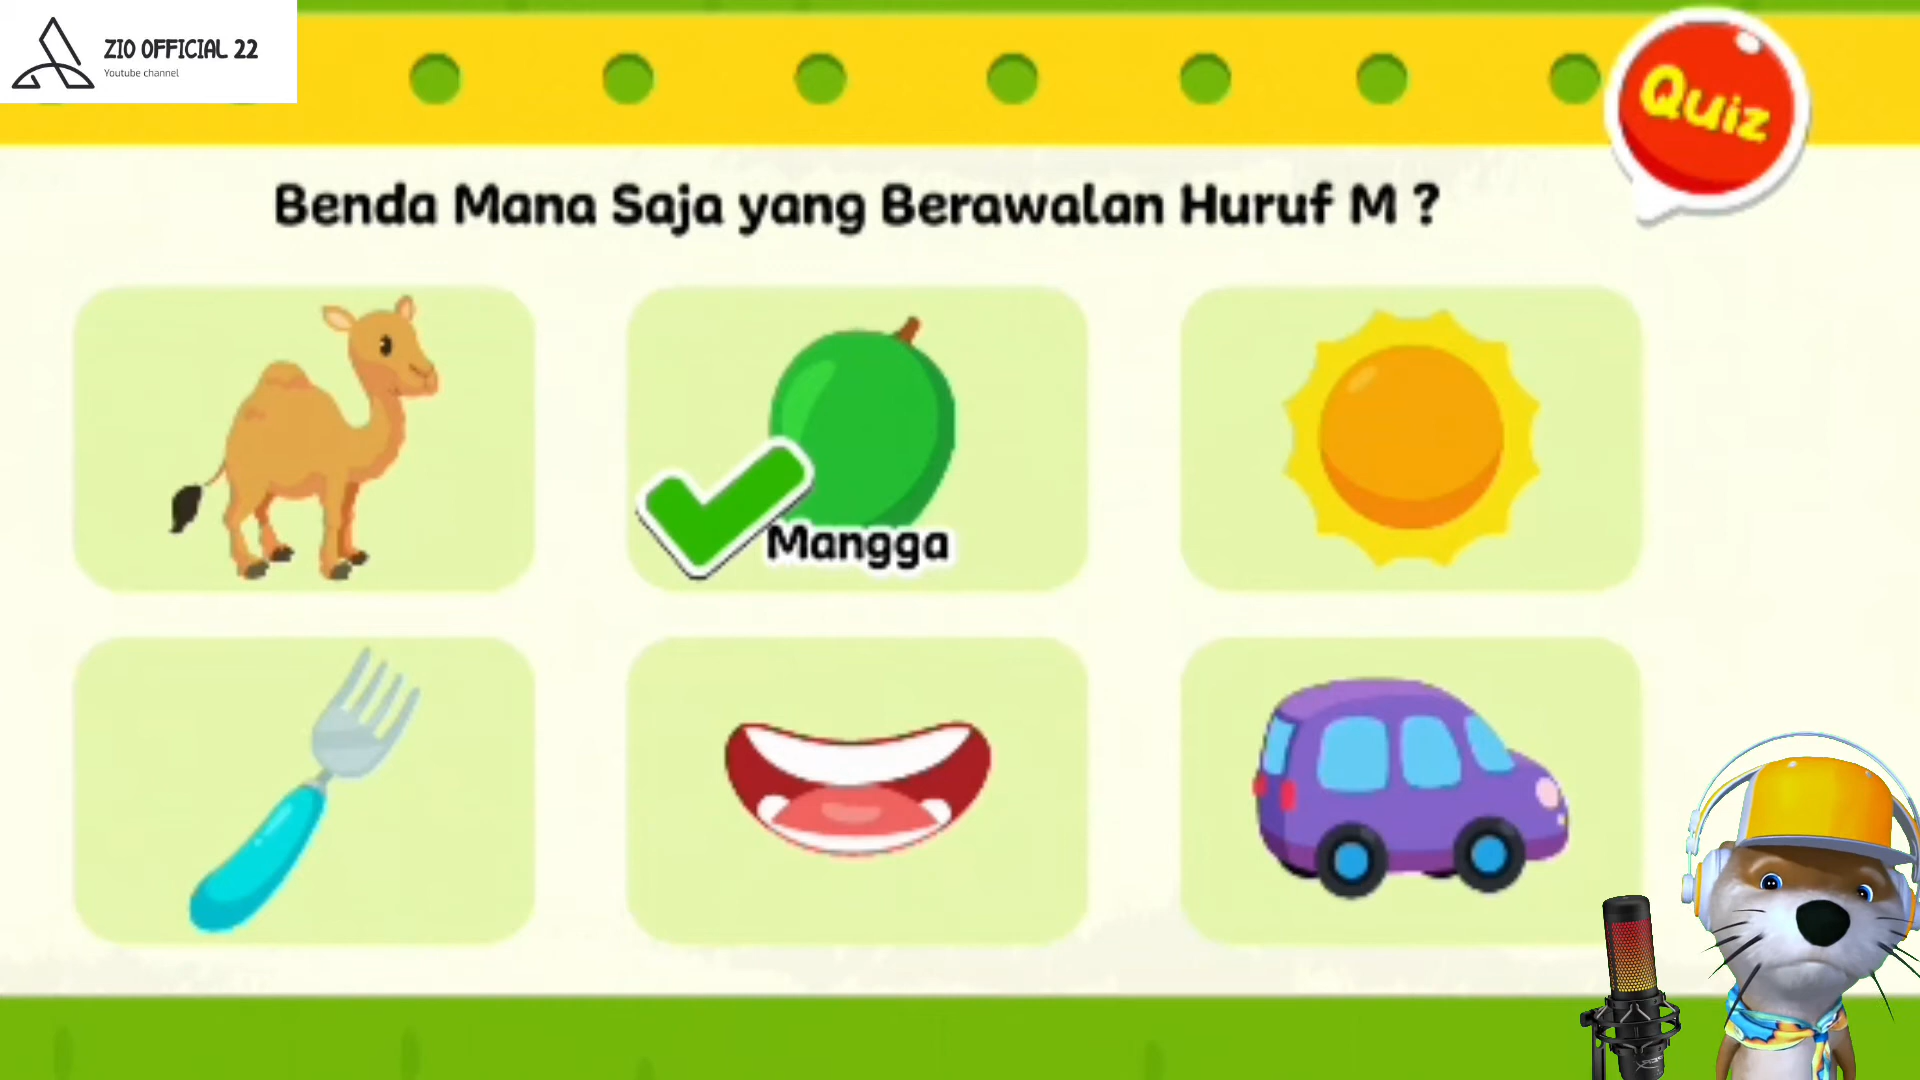 ZIO OFFICIAL 22
Youtube channel
Quiz
Benda Mana Saja yang Berawalan Huruf M ?
Mangga